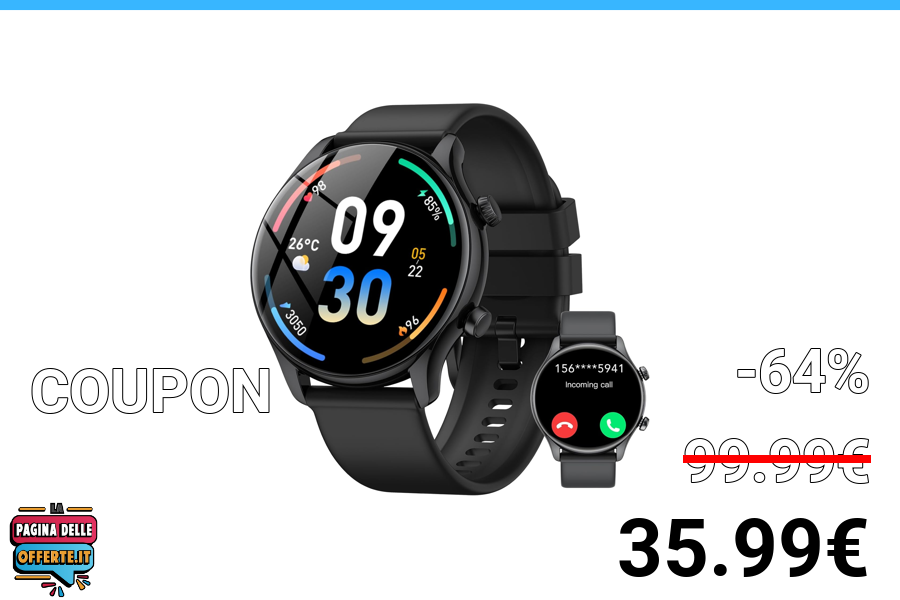 98
85%
09
26°C
05
22
30
3050
96
156****5941
Incoming call
COUPON
-64%
99.99€
35.99€
LA
PAGINA DELLE
OFFERTE.IT